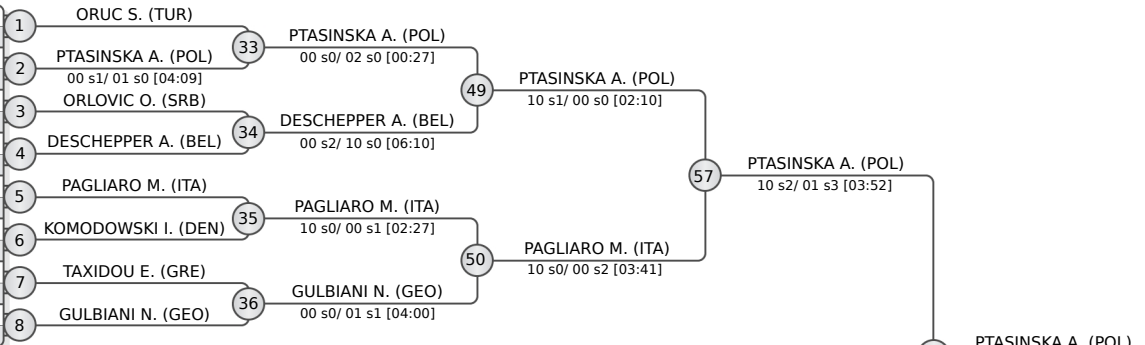 1
ORUC S. (TUR)
2
PTASINSKA A. (POL)
00 s1/ 01 s0 [04:09]
3
ORLOVIC O. (SRB)
4
DESCHEPPER A. (BEL)
5
PAGLIARO M. (ITA)
6
KOMODOWSKI I. (DEN)
7
TAXIDOU E. (GRE)
8
GULBIANI N. (GEO)
33
PTASINSKA A. (POL)
00 s0/ 02 s0 [00:27]
34
DESCHEPPER A. (BEL)
00 s2/ 10 s0 [06:10]
35
PAGLIARO M. (ITA)
10 s0/ 00 s1 [02:27]
36
GULBIANI N. (GEO)
00 s0/ 01 s1 [04:00]
49
PTASINSKA A. (POL)
10 s1/ 00 s0 [02:10]
50
PAGLIARO M. (ITA)
10 s0/ 00 s2 [03:41]
57
PTASINSKA A. (POL)
10 s2/ 01 s3 [03:52]
PTASINSKA A. (POL)